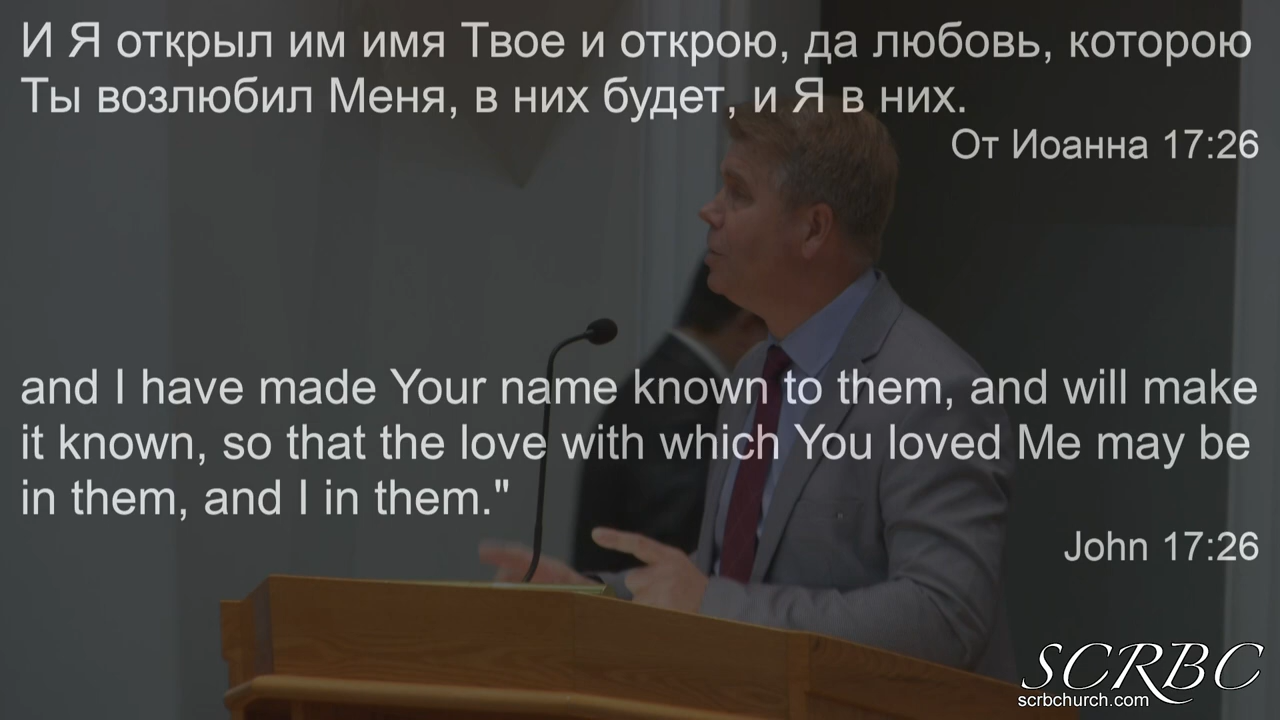 И Я открыл им имя Твое и открою, да любовь, которою
Ты возлюбил Меня, в них будет, и Я в них.
От Иоанна 17:26
and I have made Your name known to them, and will make
it known, so that the love with which You loved Me may be
in them, and I in them."
John 17:26
SCRBC
scrbchurch.com